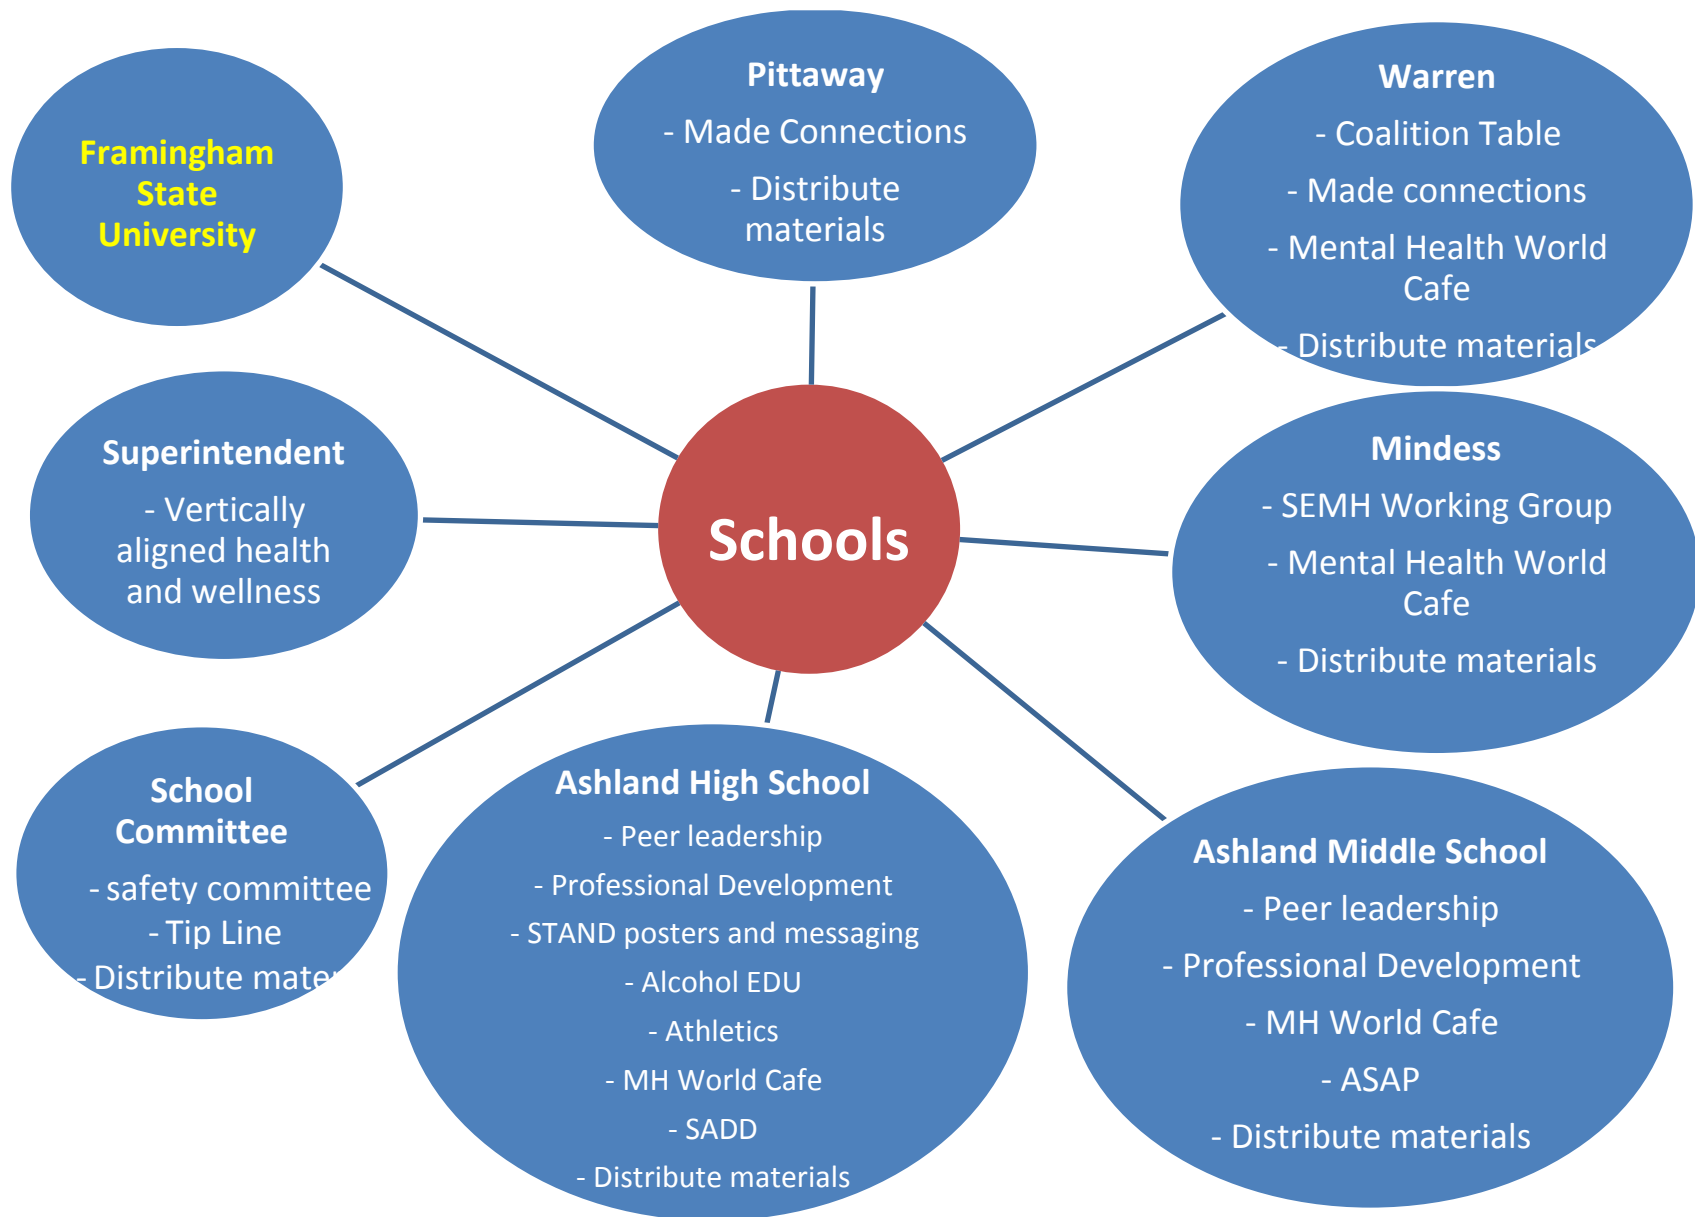 Framingham
State
University
Pittaway
- Made Connections
- Distribute
materials
Warren
- Coalition Table
- Made connections
- Mental Health World
Cafe
- Distribute materials
Superintendent
- Vertically
aligned health
and wellness
Schools
Mindess
- SEMH Working Group
- Mental Health World
Cafe
- Distribute materials
School
Committee
- safety committee
- Tip Line
- Distribute mater
Ashland High School
- Peer leadership
- Professional Development
- STAND posters and messaging
- Alcohol EDU
- Athletics
- MH World Cafe
- SADD
- Distribute materials
Ashland Middle School
- Peer leadership
- Professional Development
- MH World Cafe
- ASAP
- Distribute materials